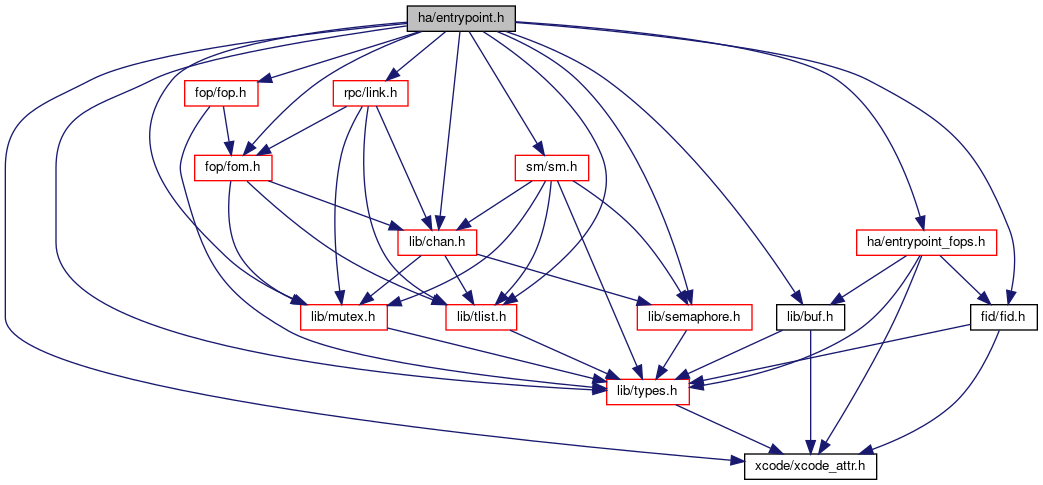 ha/entrypoint.h
fop/fop.h
rpc/link.h
fop/fom.h
sm/sm.h
lib/chan.h
ha/entrypoint_fops.h
lib/mutex.h
lib/tlist.h
lib/semaphore.h
lib/buf.h
fid/fid.h
lib/types.h
xcode/xcode_attr.h